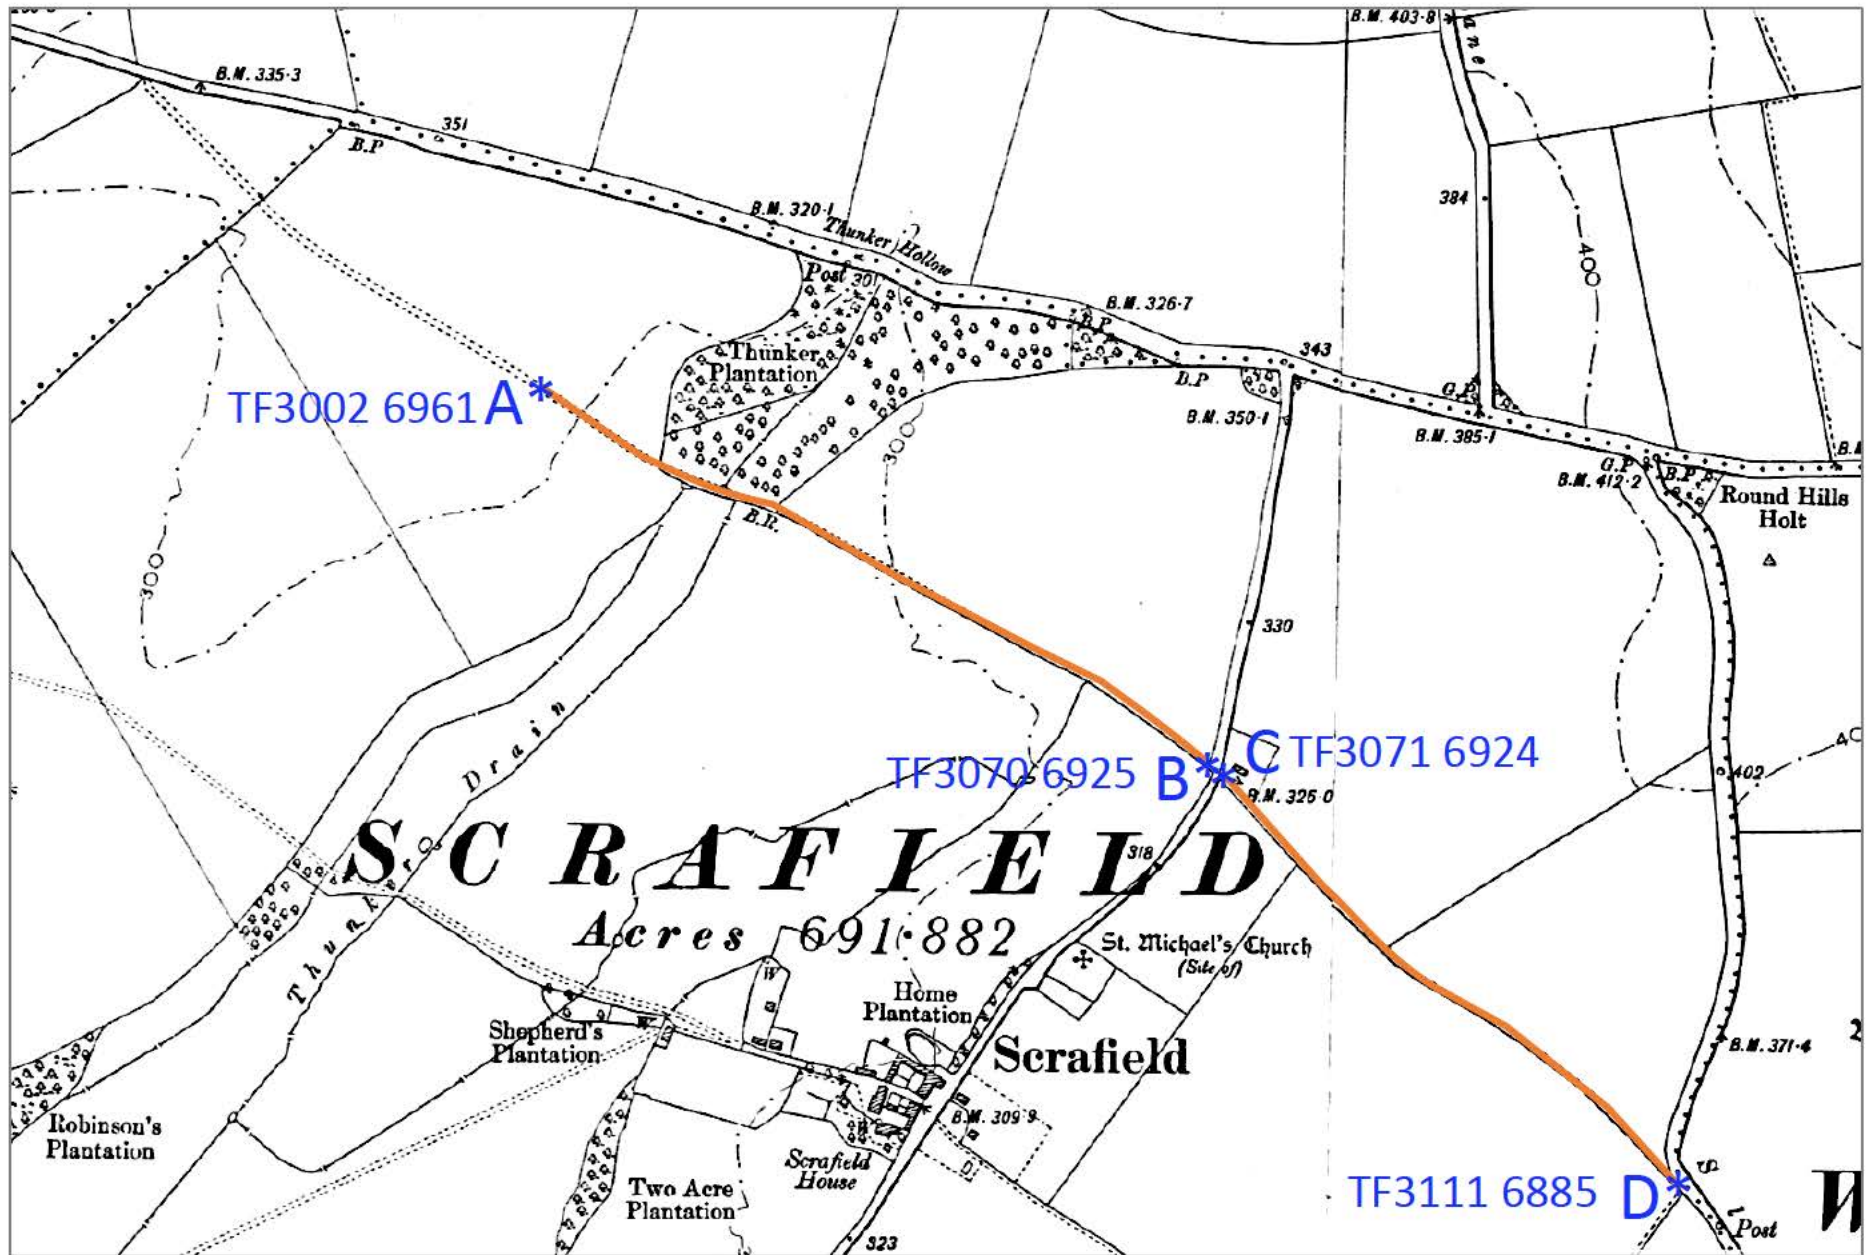 B.M. 403·8
ane
B.M. 335·3
351
B.P
384
400
B.M. 320·1
Thunker Hollow
Post 301
B.M. 326·7
B.P
343
Thunker
Plantation
B.P
G.P
B.M. 350·1
B.M. 385·1
TF3002 6961 A
300
G.P
B.P
B.M. 412·2
Round Hills
Holt
B.R.
300
330
TF3070 6925 B
C TF3071 6924
B.M. 326·0
402
Thunker Drain
SCRAFIELD
318
Acres 691·882
St. Michael's Church
(Site of)
W
Home
Plantation
Shepherd's
Plantation
W
Scrafield
B.M. 371·4
Robinson's
Plantation
B.M. 309·9
Scrafield
House
Two Acre
Plantation
TF3111 6885 D
W
Post
323